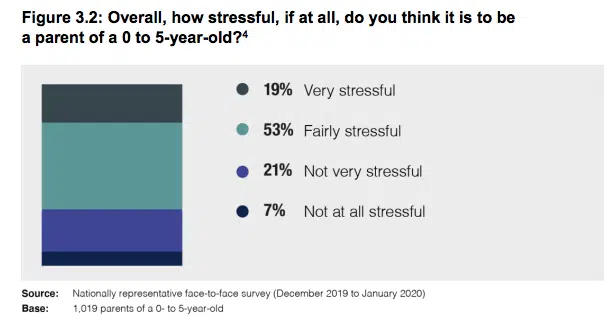 Figure 3.2: Overall, how stressful, if at all, do you think it is to be
a parent of a 0 to 5-year-old?⁴
19% Very stressful
53% Fairly stressful
21% Not very stressful
7% Not at all stressful
Source: Nationally representative face-to-face survey (December 2019 to January 2020)
Base: 1,019 parents of a 0- to 5-year-old